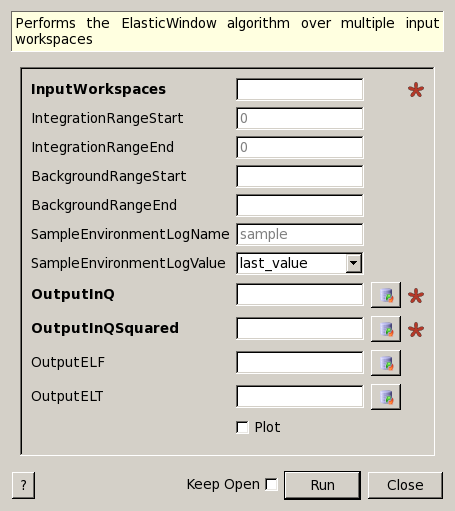 Performs the ElasticWindow algorithm over multiple input
workspaces
InputWorkspaces
IntegrationRangeStart 0
IntegrationRangeEnd 0
BackgroundRangeStart
BackgroundRangeEnd
SampleEnvironmentLogName sample
SampleEnvironmentLogValue last_value
OutputInQ
OutputInQSquared
OutputELF
OutputELT
Plot
? Keep Open Run Close